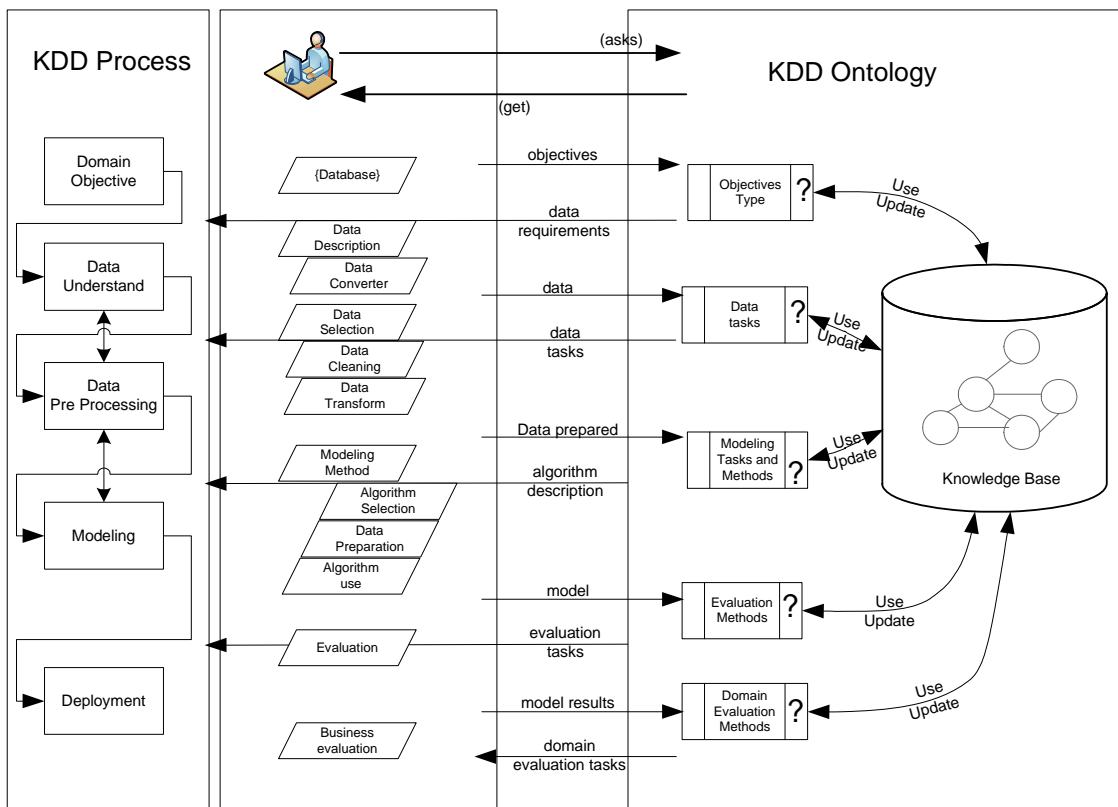 KDD Process
Domain
Objective
Data
Understand
Data
Pre Processing
Modeling
Deployment
(asks)
(get)
{Database}
Data
Description
Data
Converter
Data
Selection
Data
Cleaning
Data
Transform
Modeling
Method
Algorithm
Selection
Data
Preparation
Algorithm
use
Evaluation
Business
evaluation
objectives
data
requirements
data
data
tasks
Data prepared
algorithm
description
model
evaluation
tasks
model results
domain
evaluation tasks
KDD Ontology
Objectives
Type
?
Use
Update
Data
tasks
?
Use
Update
Modeling
Tasks and
Methods
?
Use
Update
Evaluation
Methods
?
Use
Update
Domain
Evaluation
Methods
?
Use
Update
Knowledge Base